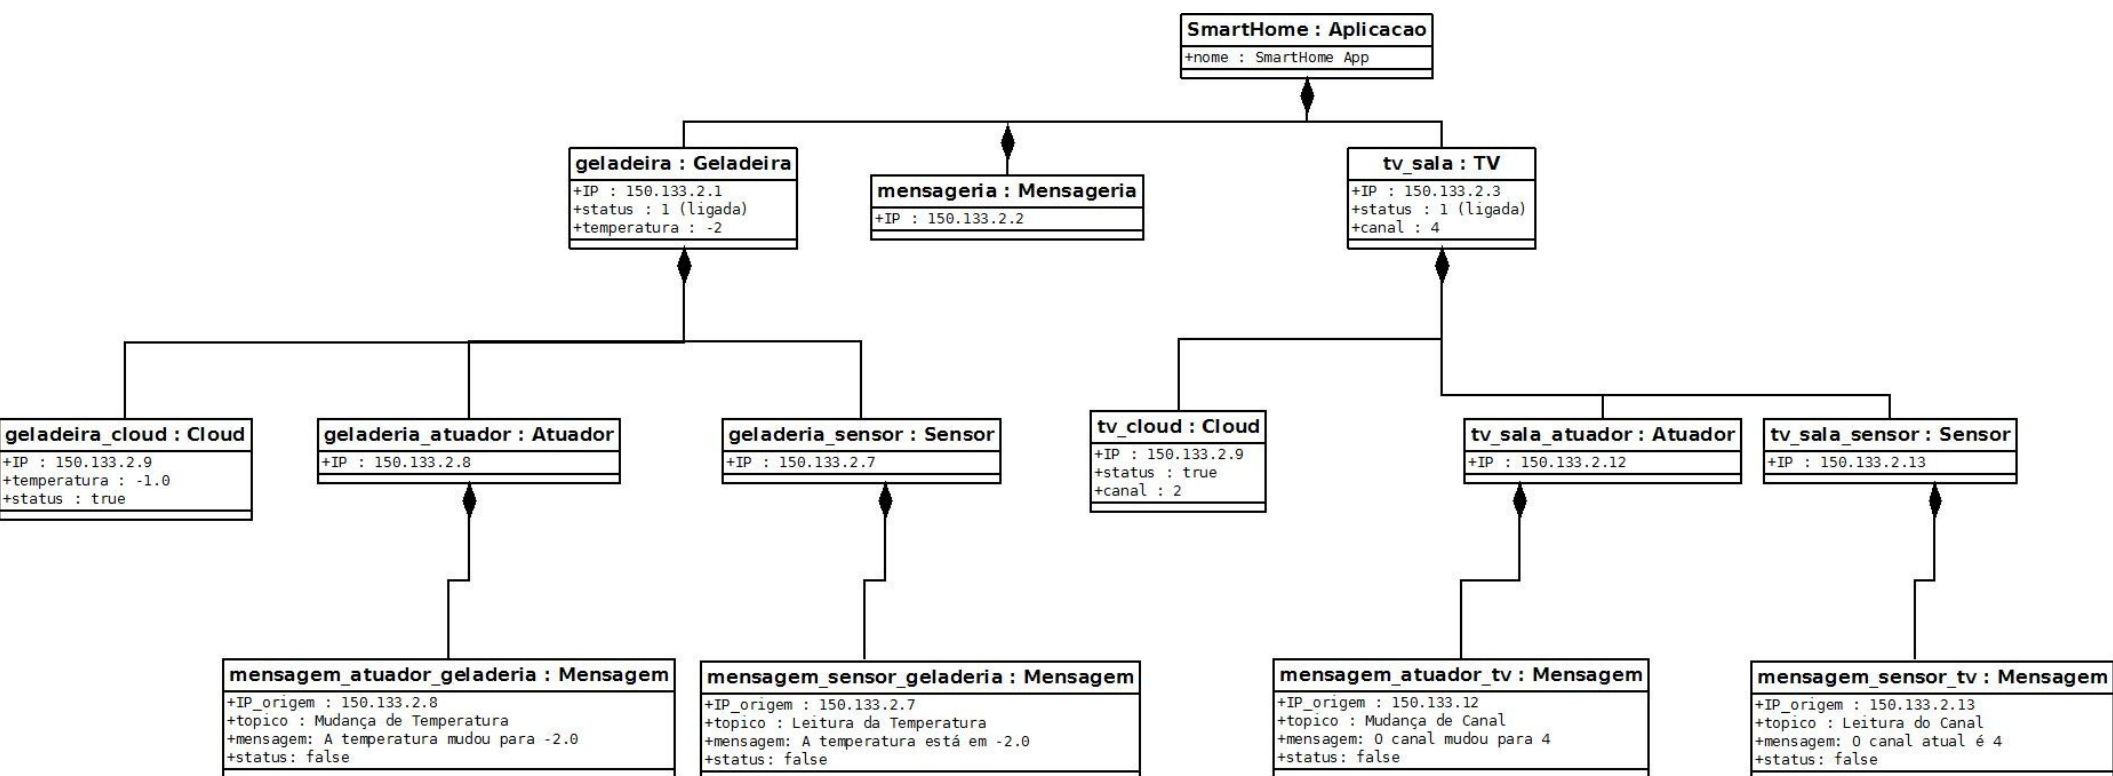 SmartHome : Aplicacao
+nome : SmartHome App
geladeira : Geladeira
+IP : 150.133.2.1
+status : 1 (ligada)
+temperatura : -2
mensageria : Mensageria
+IP : 150.133.2.2
tv_sala : TV
+IP : 150.133.2.3
+status : 1 (ligada)
+canal : 4
geladeira_cloud : Cloud
+IP : 150.133.2.9
+temperatura : -1.0
+status : true
geladeria_atuador : Atuador
+IP : 150.133.2.8
geladeria_sensor : Sensor
+IP : 150.133.2.7
tv_cloud : Cloud
+IP : 150.133.2.9
+status : true
+canal : 2
tv_sala_atuador : Atuador
+IP : 150.133.2.12
tv_sala_sensor : Sensor
+IP : 150.133.2.13
mensagem_atuador_geladeria : Mensagem
+IP_origem : 150.133.2.8
+topico : Mudança de Temperatura
+mensagem: A temperatura mudou para -2.0
+status: false
mensagem_sensor_geladeria : Mensagem
+IP_origem : 150.133.2.7
+topico : Leitura da Temperatura
+mensagem: A temperatura está em -2.0
+status: false
mensagem_atuador_tv : Mensagem
+IP_origem : 150.133.12
+topico : Mudança de Canal
+mensagem: O canal mudou para 4
+status: false
mensagem_sensor_tv : Mensagem
+IP_origem : 150.133.2.13
+topico : Leitura do Canal
+mensagem: O canal atual é 4
+status: false